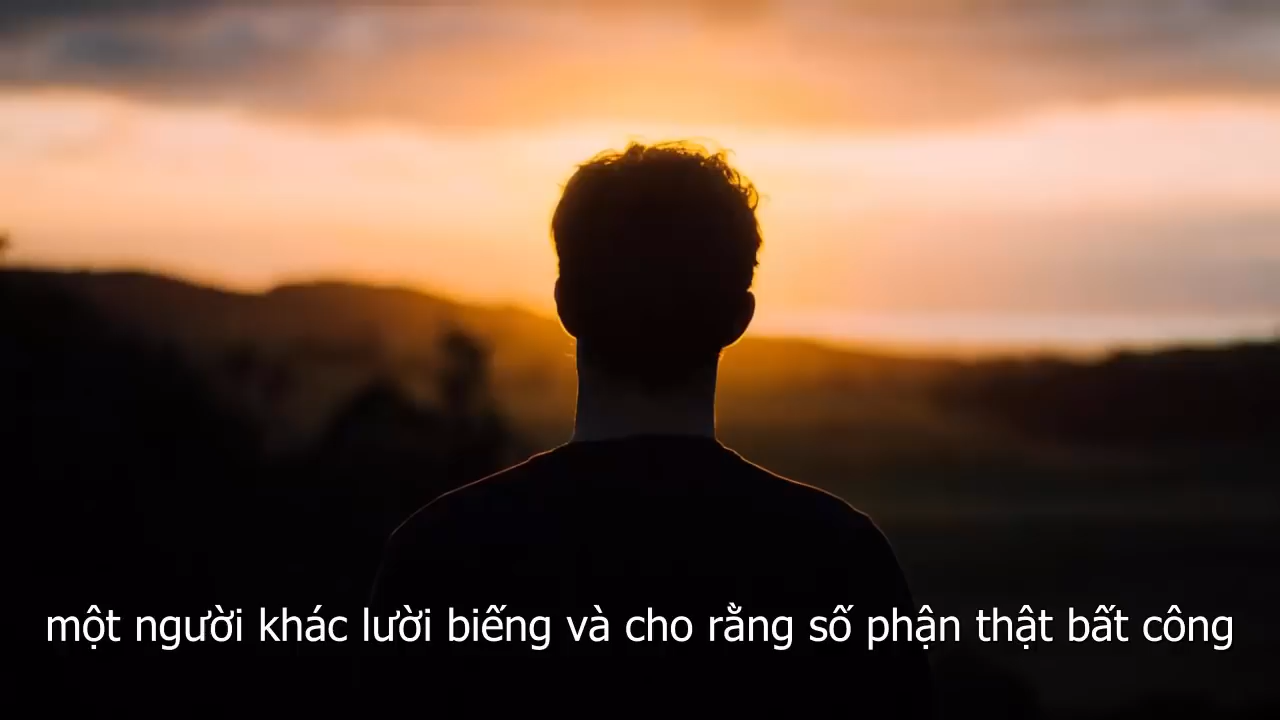 một người khác lười biếng và cho rằng số phận thật bất công